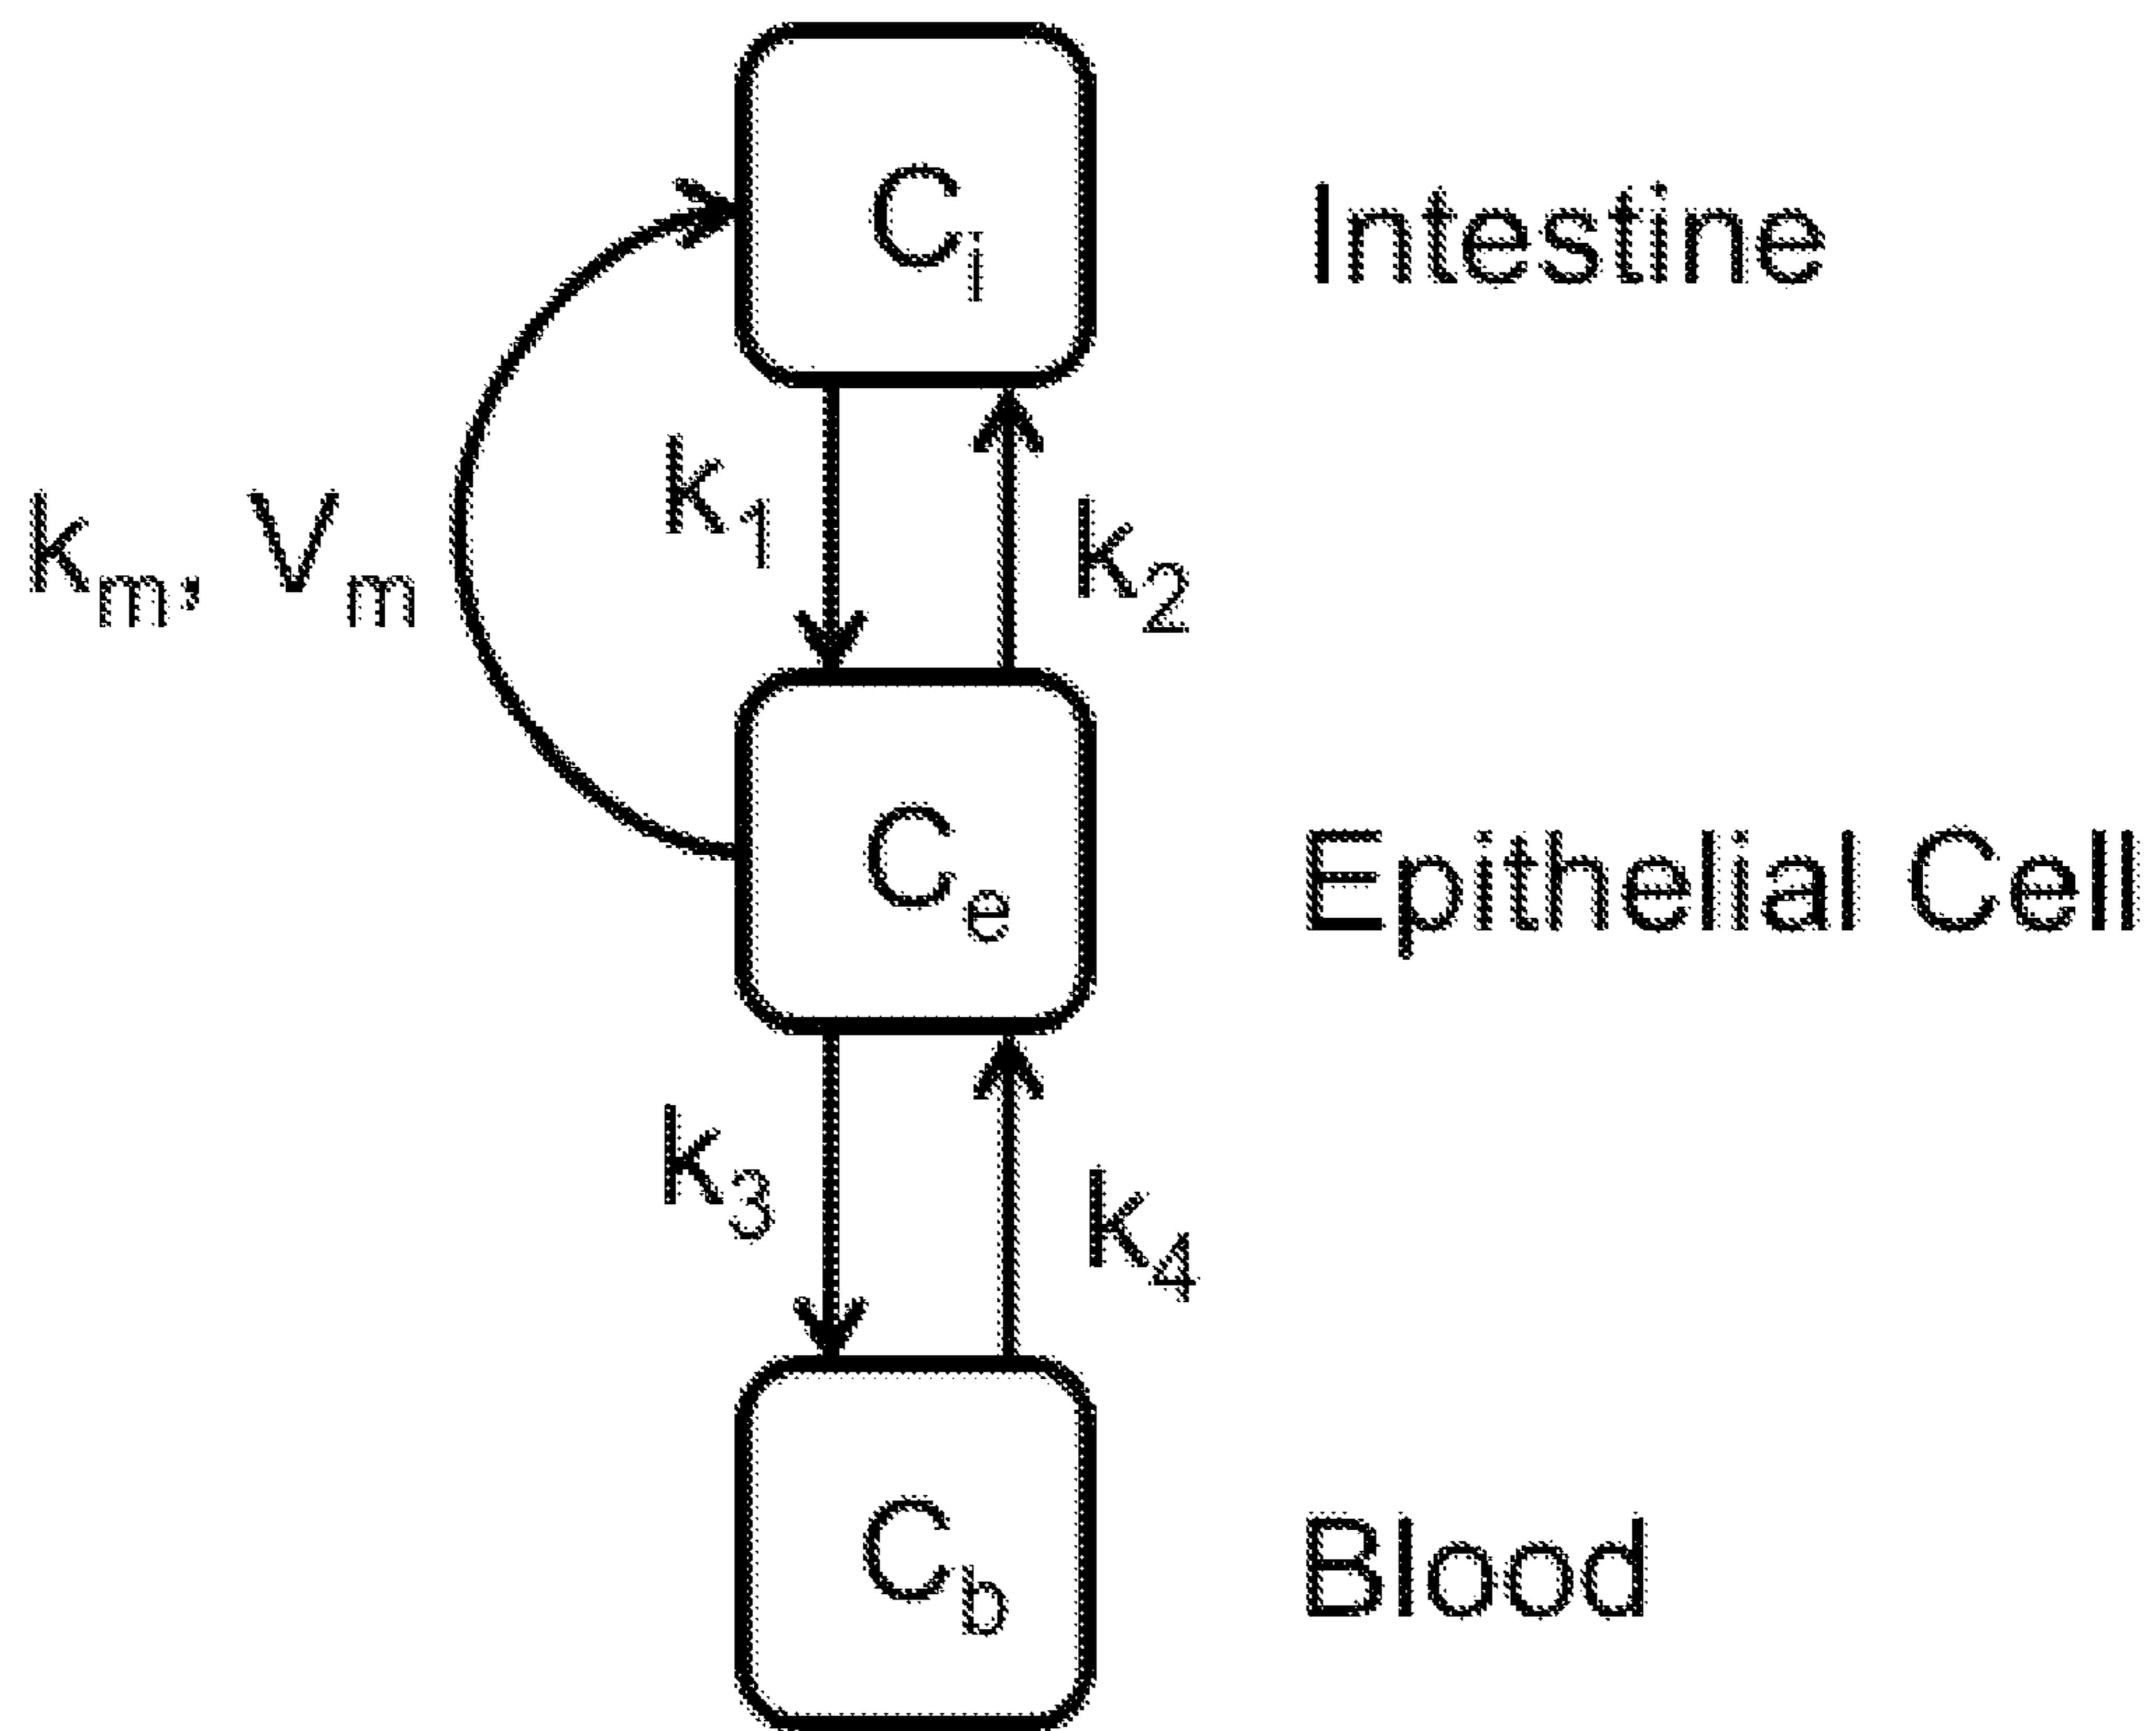 C_i
Intestine
k_1
k_m, V_m
k_2
C_e
Epithelial Cell
k_3
k_4
C_b
Blood